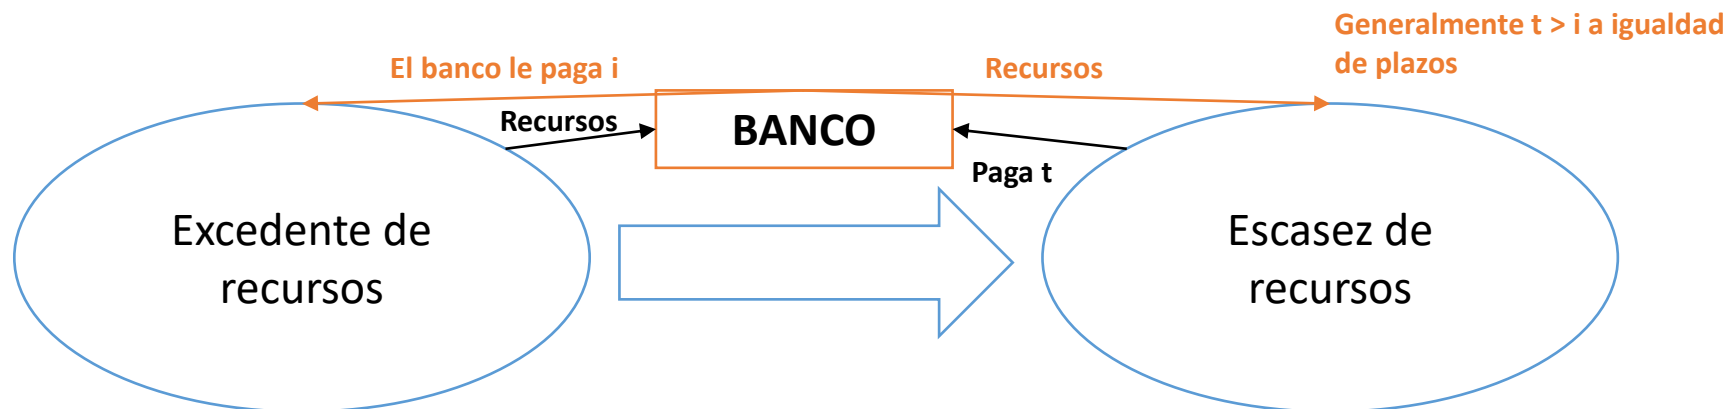 Generalmente t > i a igualdad
de plazos
El banco le paga i
Recursos
Recursos
BANCO
Paga t
Excedente de
recursos
Escasez de
recursos